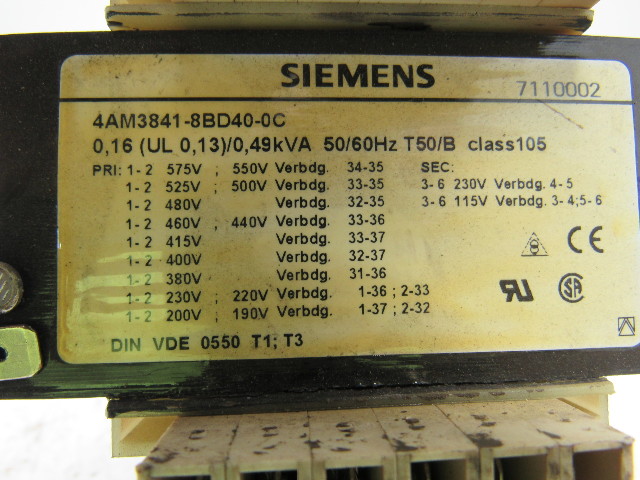 SIEMENS
7110002
4AM3841-8BD40-0C
0,16 (UL 0,13)/0,49kVA 50/60Hz T50/B class105
PRI: 1-2 575V ; 550V Verbdg. 34-35 SEC:
1-2 525V ; 500V Verbdg. 33-35 3-6 230V Verbdg. 4-5
1-2 480V Verbdg. 32-35 3-6 115V Verbdg. 3-4;5-6
1-2 460V ; 440V Verbdg. 33-36
1-2 415V Verbdg. 33-37
1-2 400V Verbdg. 32-37
1-2 380V Verbdg. 31-36
1-2 230V ; 220V Verbdg. 1-36 ; 2-33
1-2 200V ; 190V Verbdg. 1-37 ; 2-32
DIN VDE 0550 T1; T3
CE
UR SA